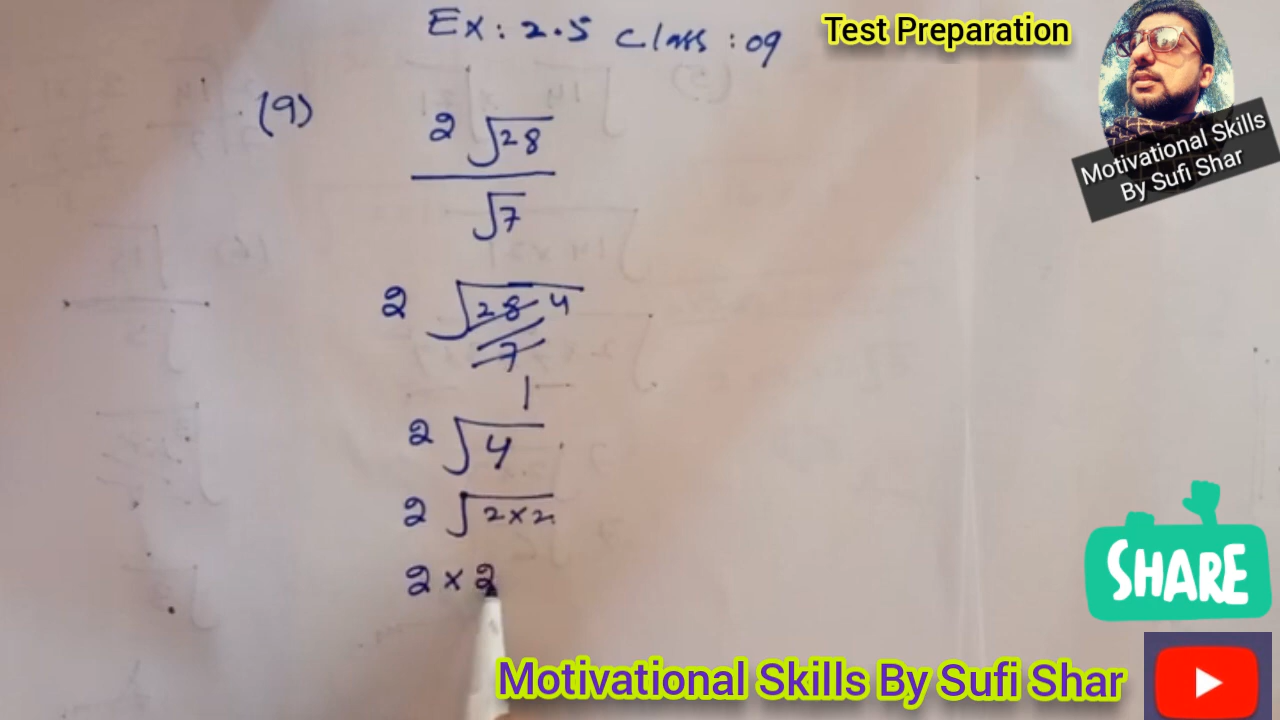 Ex: 2.5 Class: 09
Test Preparation
Motivational Skills
By Sufi Shar
(9)
2 √28
√7
2 √28 4
7
1
2 √4
2 √2×2
2 × 2
SHARE
Motivational Skills By Sufi Shar